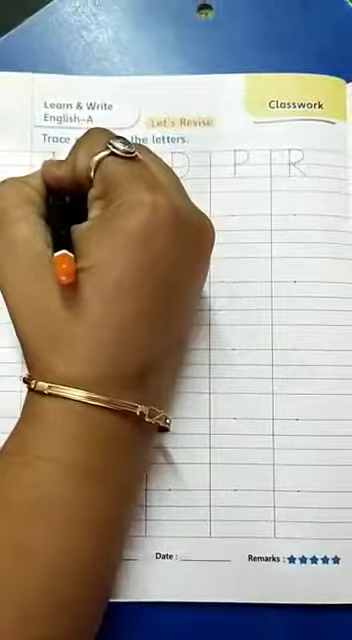 Learn & Write
English-A
Let's Revise
Classwork
Trace the letters.
D P R
Date :
Remarks :